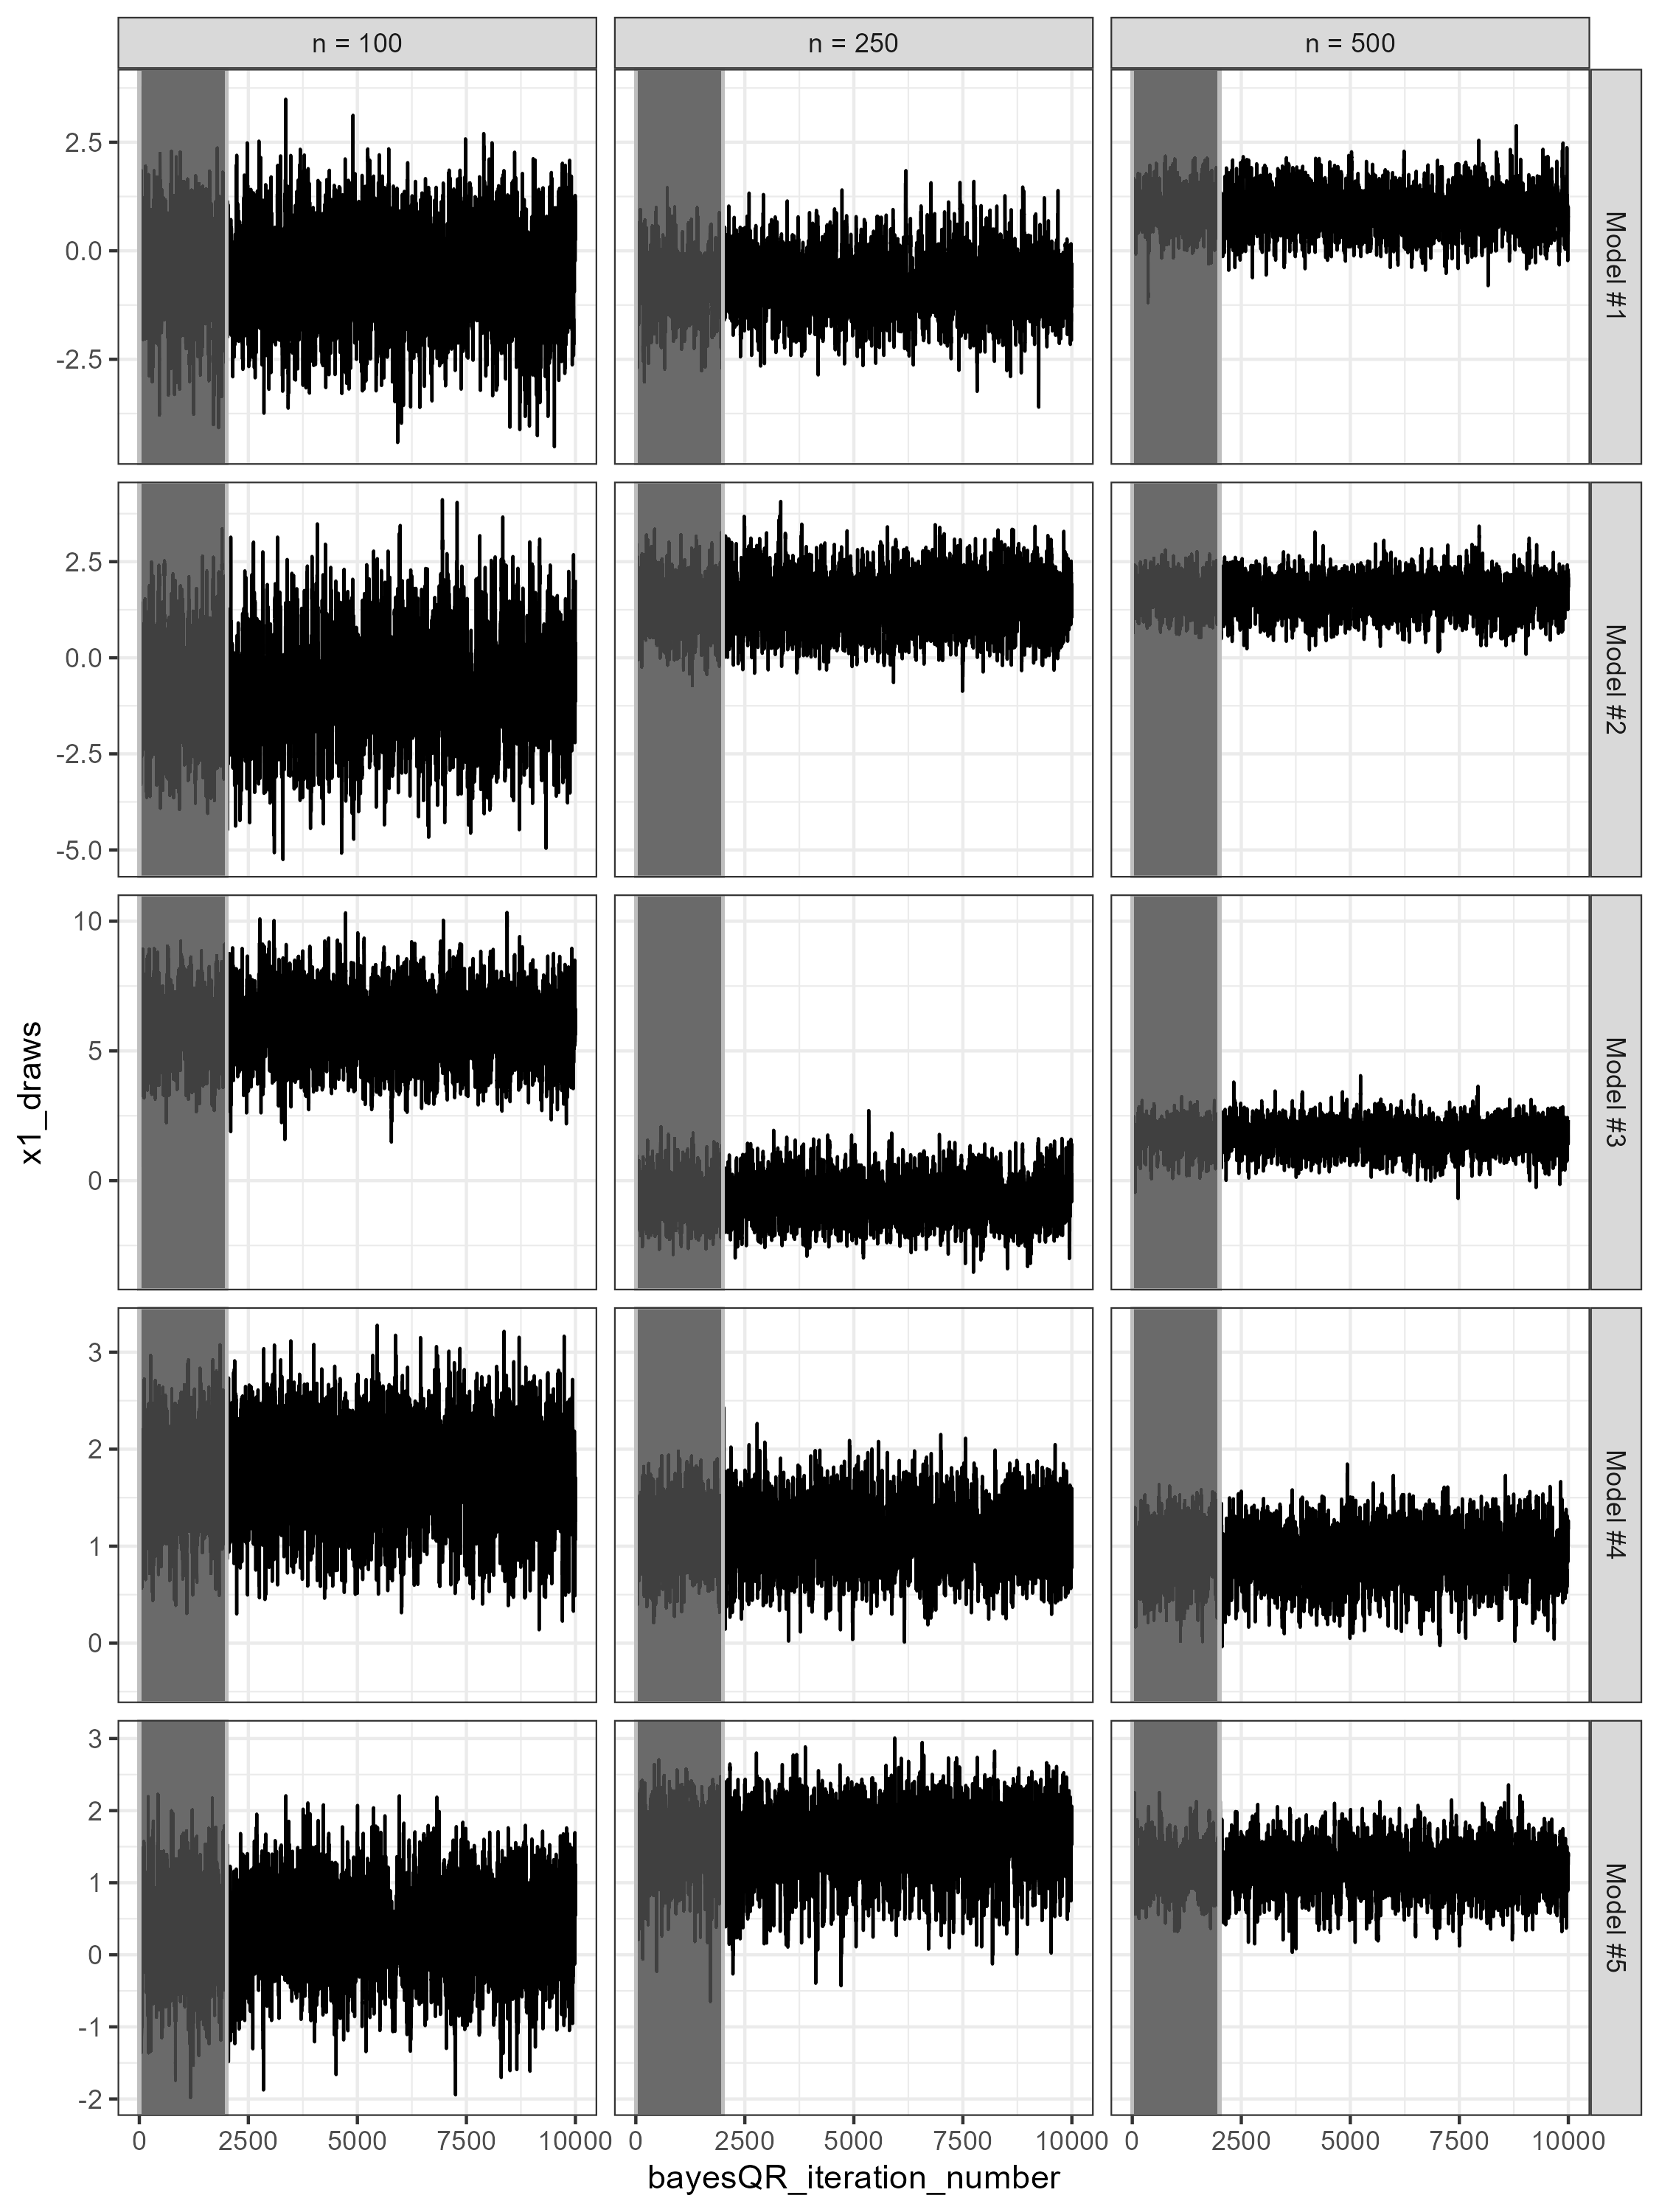 n = 100 n = 250 n = 500
2.5
0.0
-2.5
Model #1
2.5
0.0
-2.5
-5.0
Model #2
10
5
0
Model #3
3
2
1
0
Model #4
3
2
1
0
-1
-2
Model #5
x1_draws
0 2500 5000 7500 10000 0 2500 5000 7500 10000 0 2500 5000 7500 10000
bayesQR_iteration_number